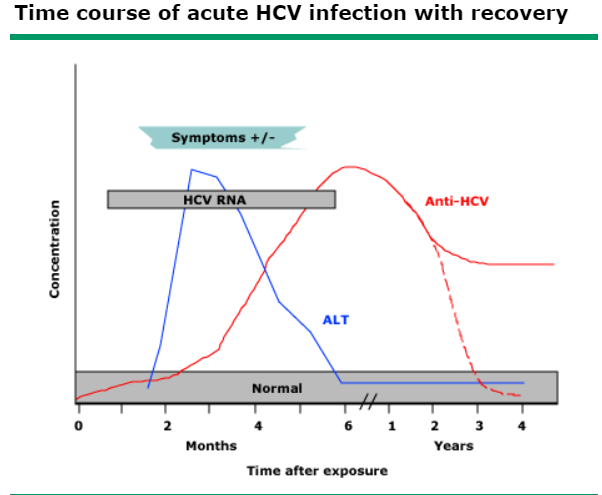 Time course of acute HCV infection with recovery
Symptoms +/-
HCV RNA
Anti-HCV
Concentration
ALT
Normal
0 2 4 6 1 2 3 4
Months Years
Time after exposure